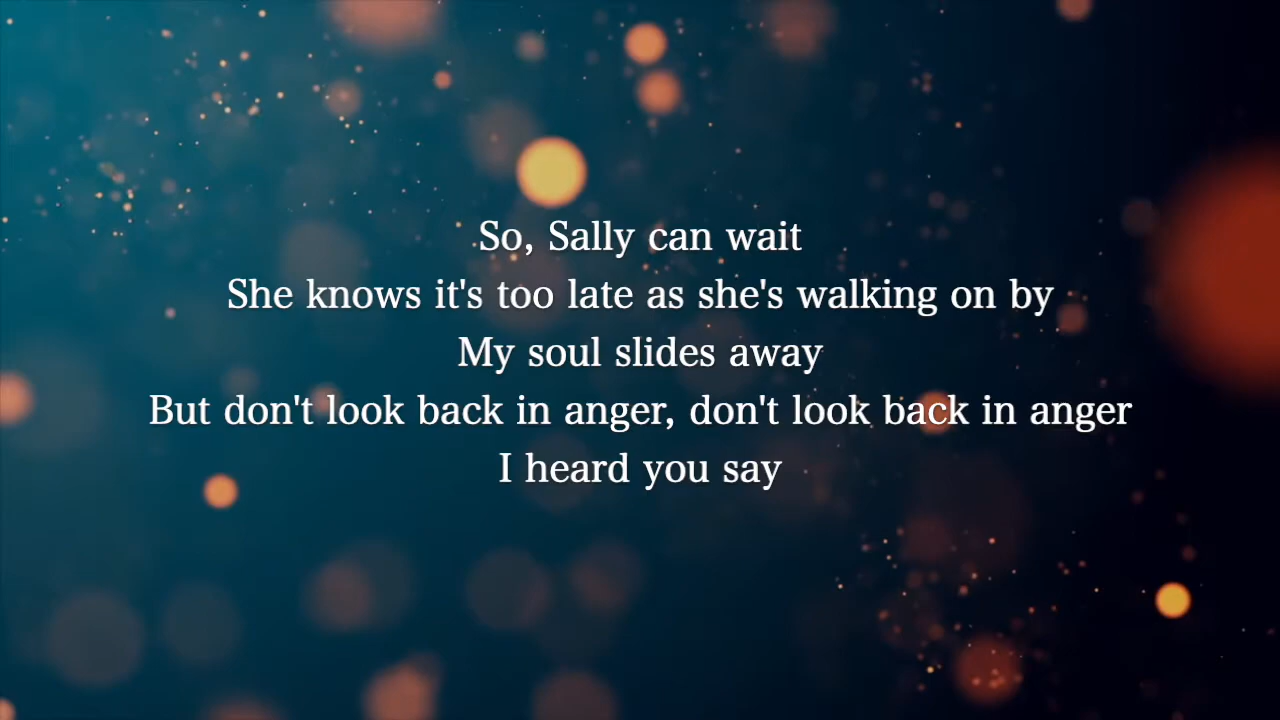 So, Sally can wait
She knows it's too late as she's walking on by
My soul slides away
But don't look back in anger, don't look back in anger
I heard you say